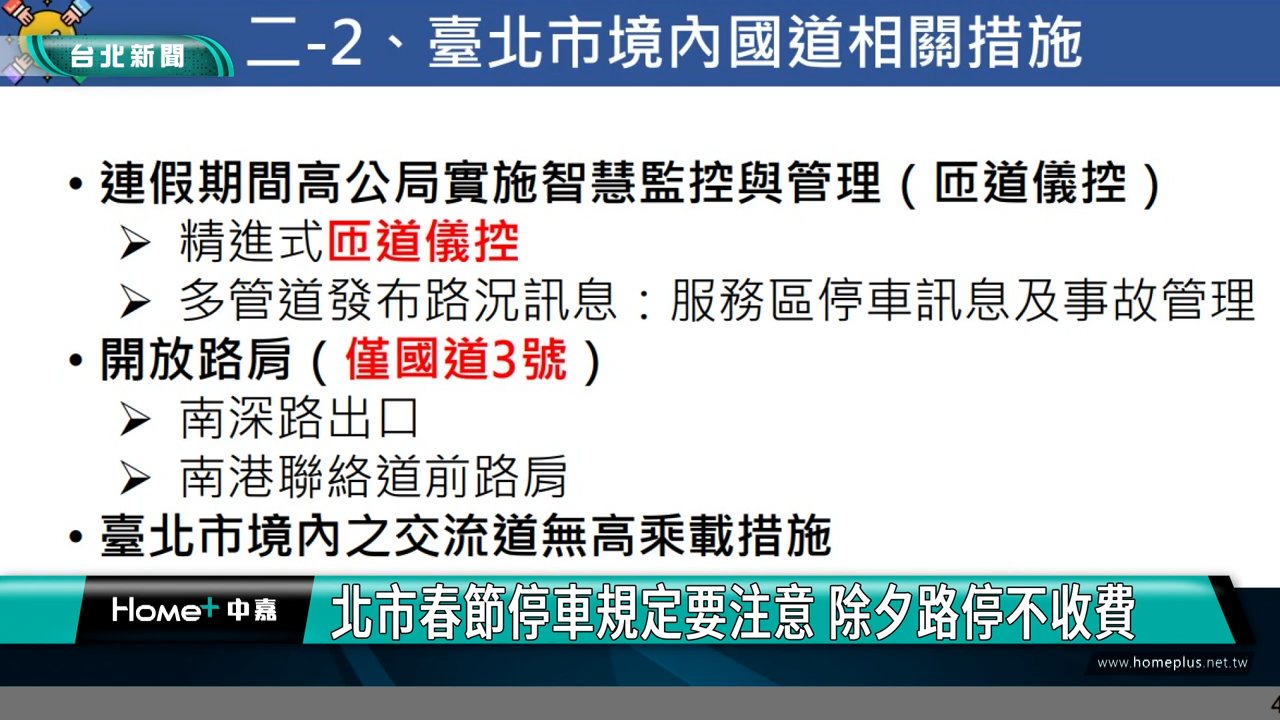 台北新聞
二-2、臺北市境內國道相關措施
• 連假期間高公局實施智慧監控與管理（匝道儀控）
➢ 精進式匝道儀控
➢ 多管道發布路況訊息：服務區停車訊息及事故管理
• 開放路肩（僅國道3號）
➢ 南深路出口
➢ 南港聯絡道前路肩
• 臺北市境內之交流道無高乘載措施
Home+ 中嘉
北市春節停車規定要注意 除夕路停不收費
www.homeplus.net.tw